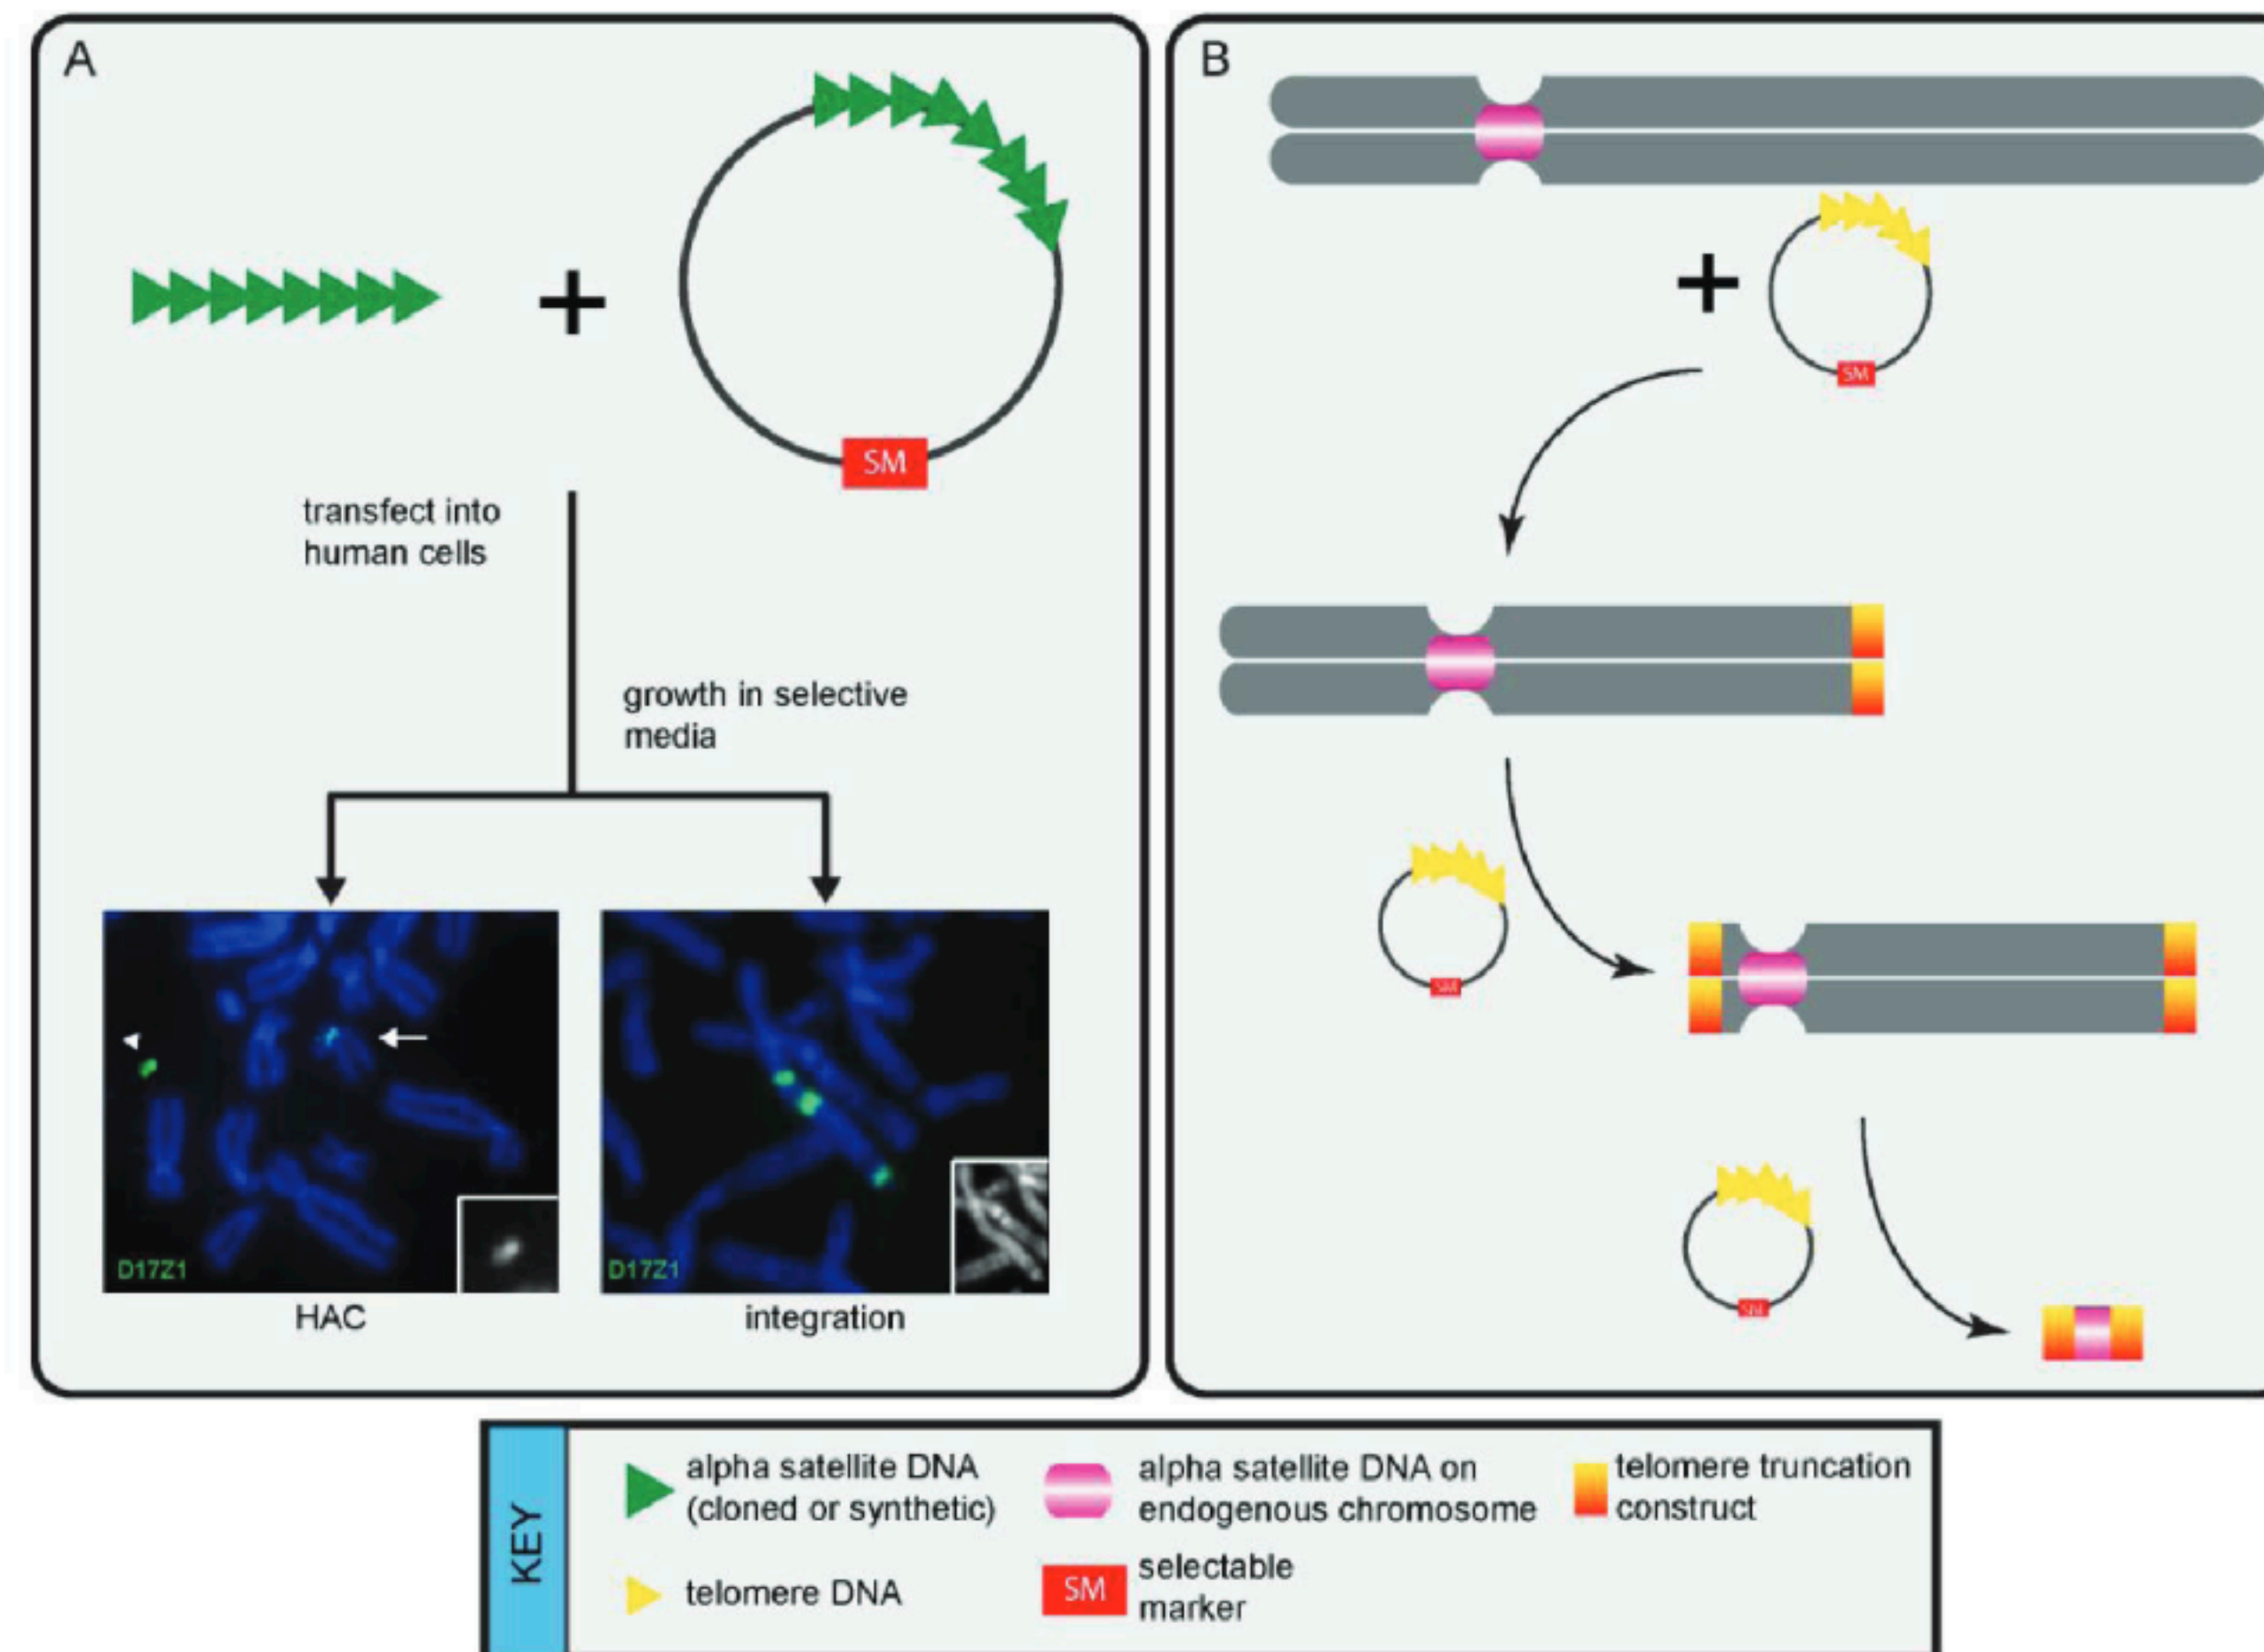 A
SM
transfect into
human cells
growth in selective
media
D17Z1
HAC
D17Z1
integration
B
+
SM
SM
SM
KEY
alpha satellite DNA
(cloned or synthetic)
alpha satellite DNA on
endogenous chromosome
telomere truncation
construct
telomere DNA
SM
selectable
marker